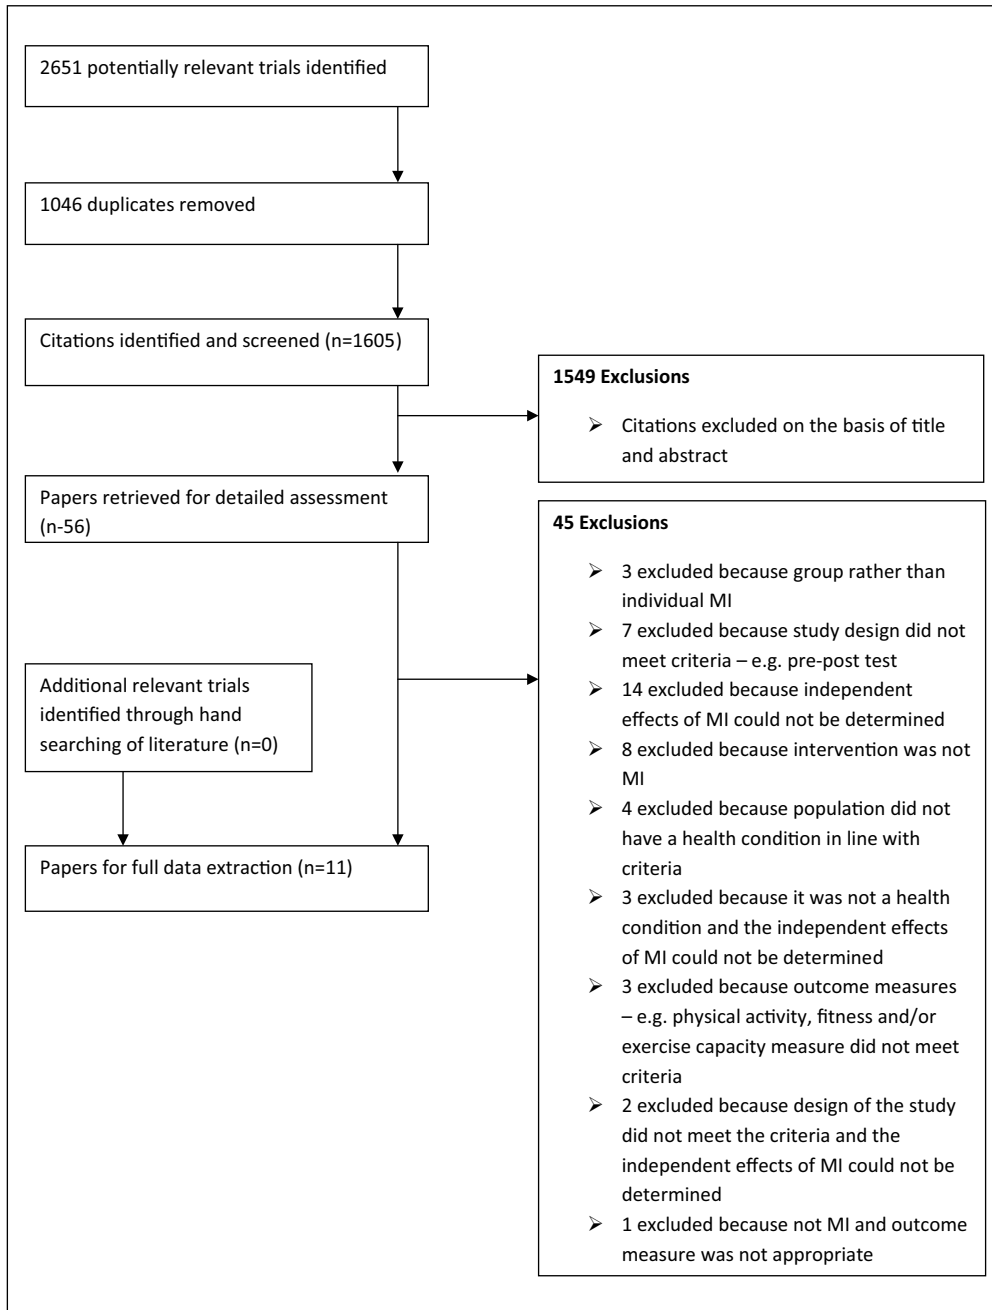 2651 potentially relevant trials identified
1046 duplicates removed
Citations identified and screened (n=1605)
1549 Exclusions
➢ Citations excluded on the basis of title
and abstract
Papers retrieved for detailed assessment
(n-56)
45 Exclusions
➢ 3 excluded because group rather than
individual MI
➢ 7 excluded because study design did not
meet criteria – e.g. pre-post test
➢ 14 excluded because independent
effects of MI could not be determined
➢ 8 excluded because intervention was not
MI
➢ 4 excluded because population did not
have a health condition in line with
criteria
➢ 3 excluded because it was not a health
condition and the independent effects
of MI could not be determined
➢ 3 excluded because outcome measures
– e.g. physical activity, fitness and/or
exercise capacity measure did not meet
criteria
➢ 2 excluded because design of the study
did not meet the criteria and the
independent effects of MI could not be
determined
➢ 1 excluded because not MI and outcome
measure was not appropriate
Additional relevant trials
identified through hand
searching of literature (n=0)
Papers for full data extraction (n=11)